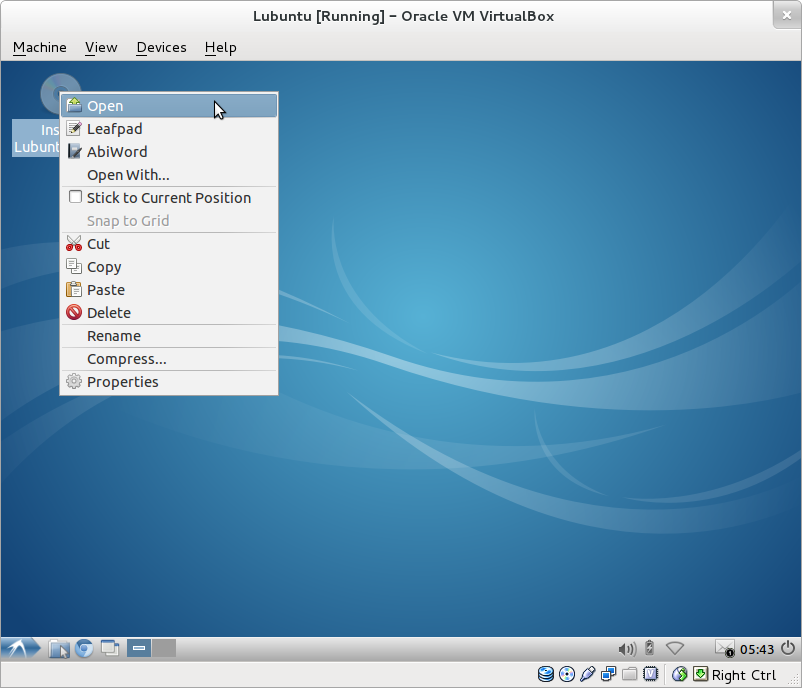 Lubuntu [Running] – Oracle VM VirtualBox
Machine View Devices Help
Open
Leafpad
AbiWord
Open With...
Stick to Current Position
Snap to Grid
Cut
Copy
Paste
Delete
Rename
Compress...
Properties
Ins
Lubunt
05:43
Right Ctrl